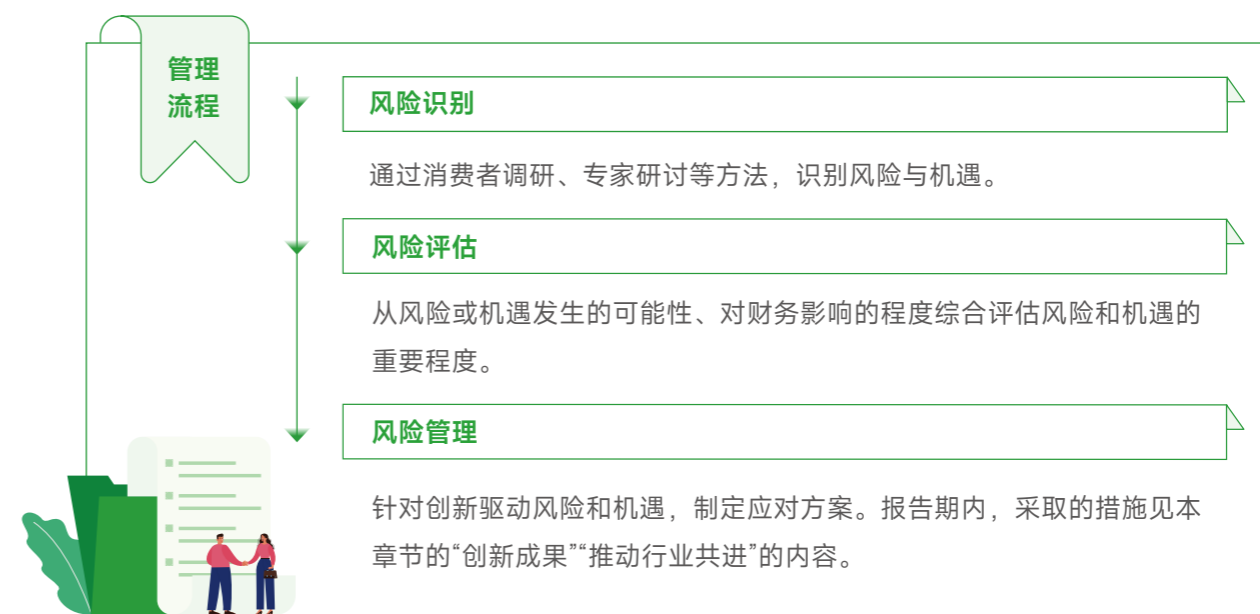 管理
流程
风险识别
通过消费者调研、专家研讨等方法，识别风险与机遇。
风险评估
从风险或机遇发生的可能性、对财务影响的程度综合评估风险和机遇的
重要程度。
风险管理
针对创新驱动风险和机遇，制定应对方案。报告期内，采取的措施见本
章节的“创新成果”“推动行业共进”的内容。